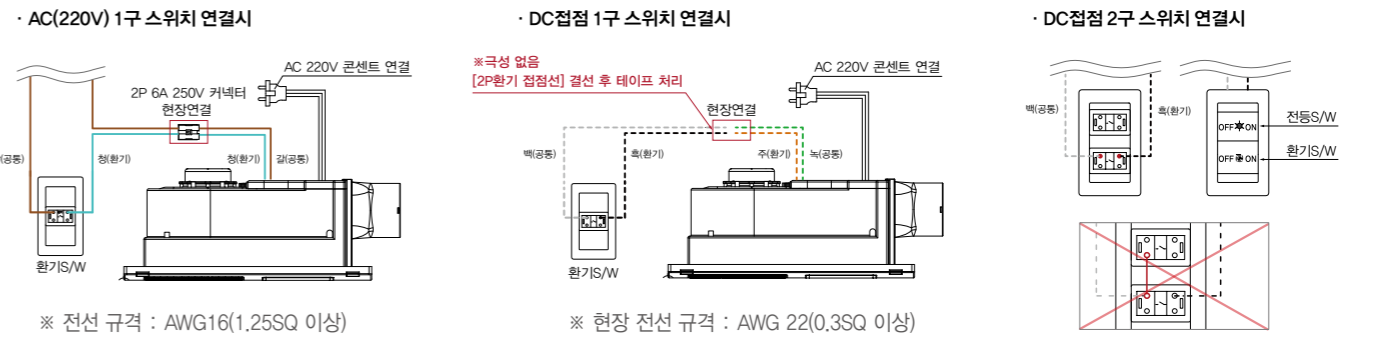 · AC(220V) 1구 스위치 연결시
AC 220V 콘센트 연결
2P 6A 250V 커넥터
현장연결
(공통)
청(환기)
청(환기)
갈(공통)
환기S/W
※ 전선 규격 : AWG16(1.25SQ 이상)
· DC접점 1구 스위치 연결시
※극성 없음
[2P환기 접점선] 결선 후 테이프 처리
AC 220V 콘센트 연결
현장연결
백(공통)
흑(환기)
주(환기)
녹(공통)
환기S/W
※ 현장 전선 규격 : AWG 22(0.3SQ 이상)
· DC접점 2구 스위치 연결시
백(공통)
흑(환기)
OFF ON
전등S/W
OFF ON
환기S/W